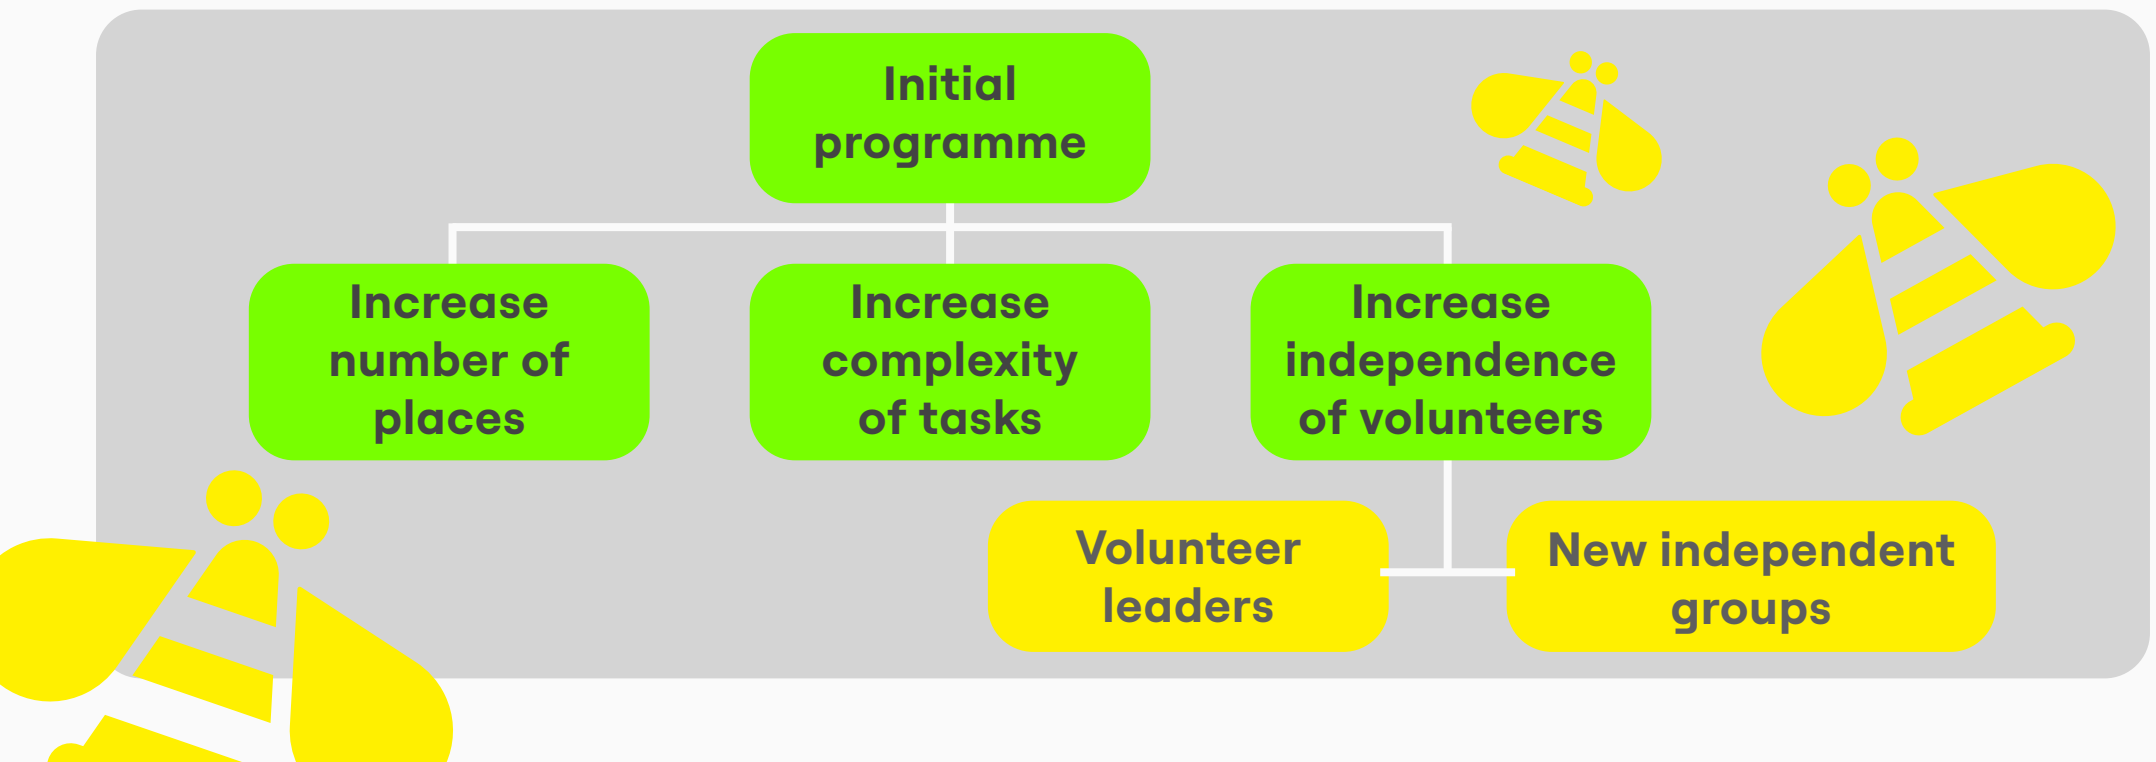 Initial
programme
Increase
number of
places
Increase
complexity
of tasks
Increase
independence
of volunteers
Volunteer
leaders
New independent
groups